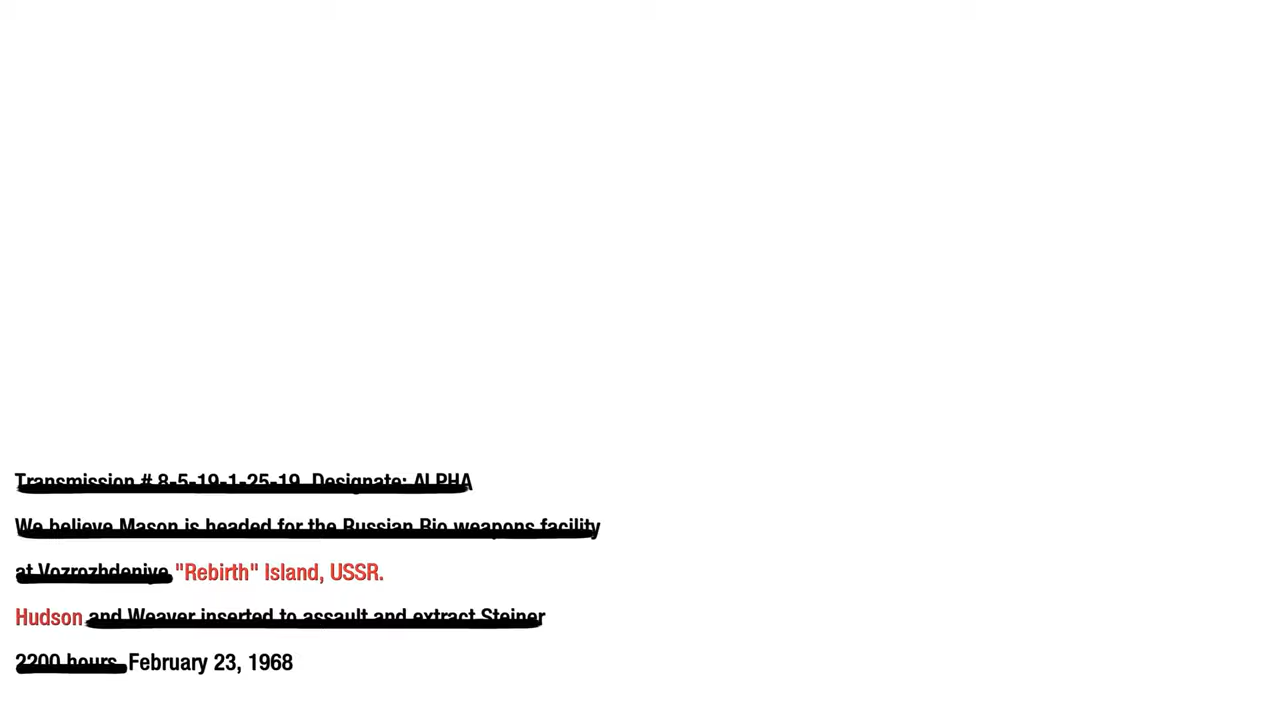 Transmission # 8-5-19-1-25-19, Designate: ALPHA
We believe Mason is headed for the Russian Bio weapons facility
at Vozrozhdeniye "Rebirth" Island, USSR.
Hudson and Weaver inserted to assault and extract Steiner
2200 hours, February 23, 1968